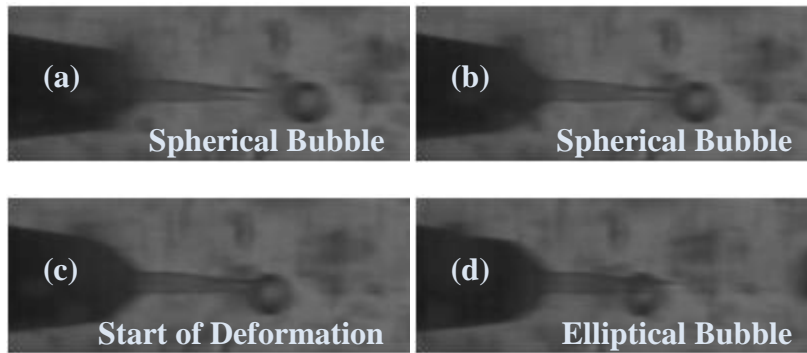 (a)
Spherical Bubble
(b)
Spherical Bubble
(c)
Start of Deformation
(d)
Elliptical Bubble